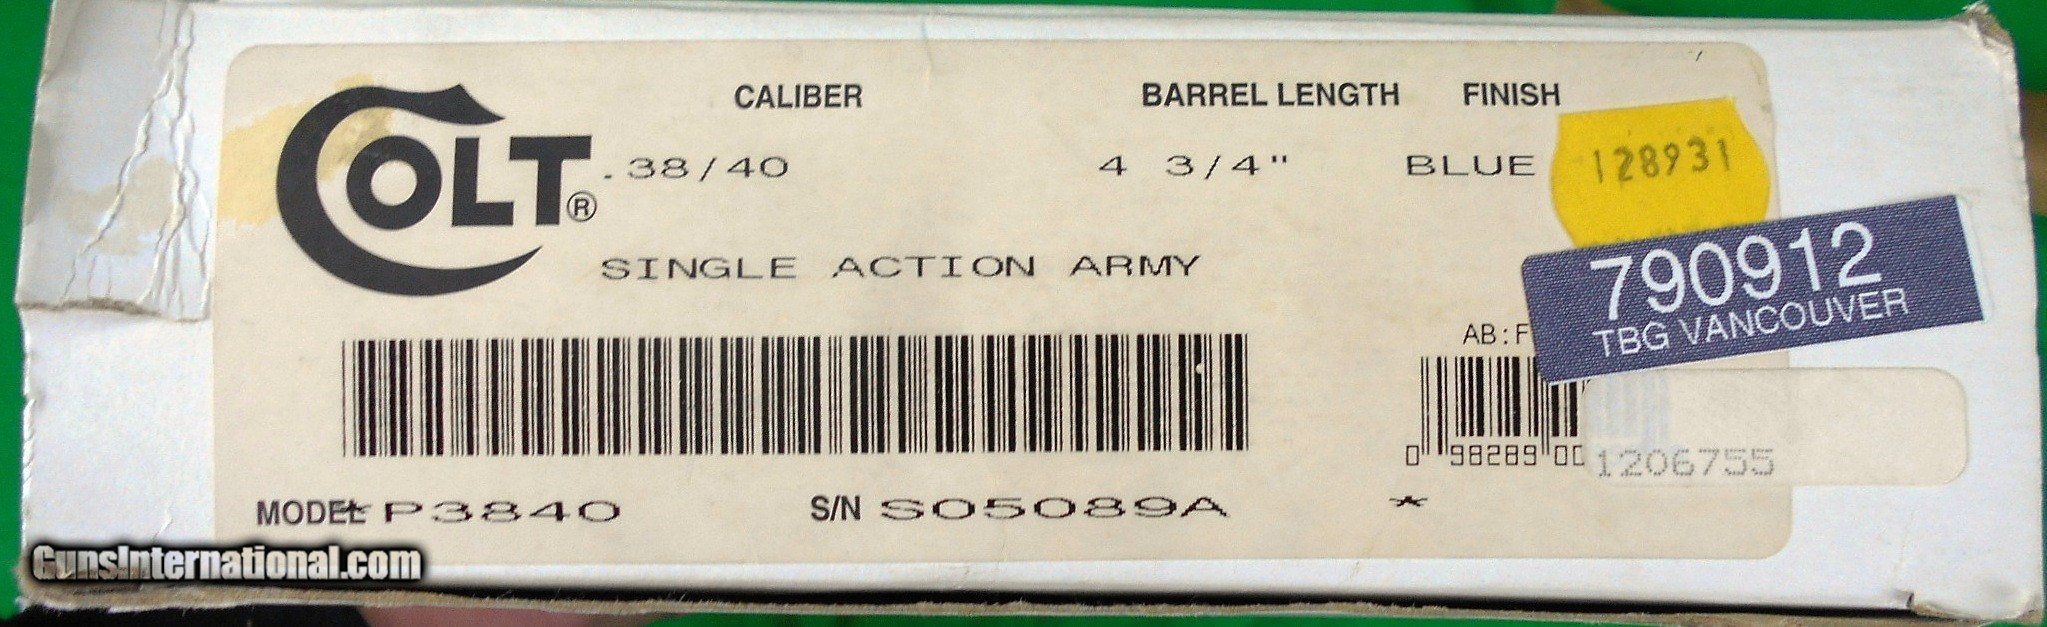 CALIBER BARREL LENGTH FINISH
COLT®
.38/40 4 3/4" BLUE
128931
SINGLE ACTION ARMY
790912
TBG VANCOUVER
AB:F
0 98289 00
1206755
MODEL *P3840 S/N S05089A *
GunsInternational.com